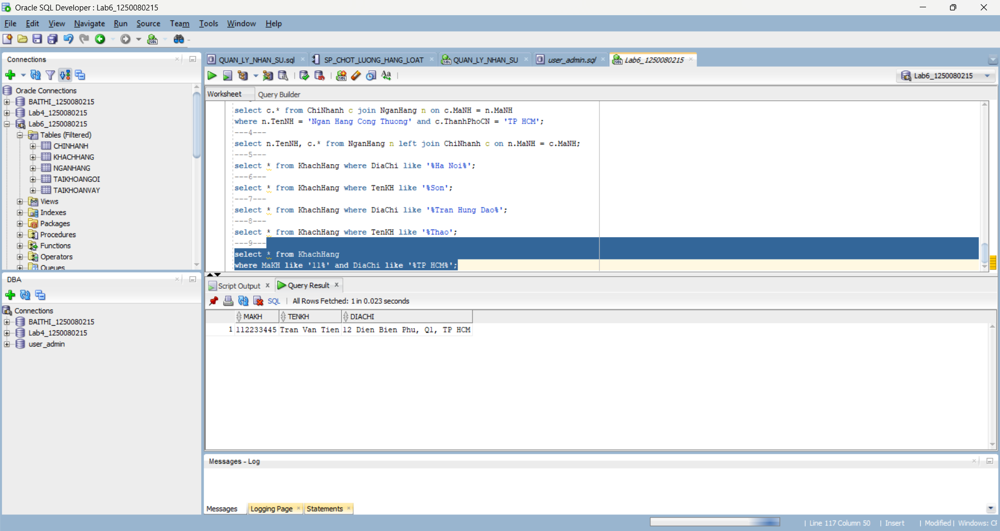 Oracle SQL Developer : Lab6_1250080215
File Edit View Navigate Run Source Team Tools Window Help
Connections
Oracle Connections
BAITHI_1250080215
Lab4_1250080215
Lab6_1250080215
Tables (Filtered)
CHINHANH
KHACHHANG
NGANHANG
TAIKHOANGOI
TAIKHOANVAY
Views
Indexes
Packages
Procedures
Functions
Operators
Queues
DBA
Connections
BAITHI_1250080215
Lab4_1250080215
user_admin
QUAN_LY_NHAN_SU.sql SP_CHOT_LUONG_HANG_LOAT QUAN_LY_NHAN_SU user_admin.sql Lab6_1250080215
Lab6_1250080215
Worksheet Query Builder
select c.* from ChiNhanh c join NganHang n on c.MaNH = n.MaNH
where n.TenNH = 'Ngan Hang Cong Thuong' and c.ThanhPhoCN = 'TP HCM';
---4---
select n.TenNH, c.* from NganHang n left join ChiNhanh c on n.MaNH = c.MaNH;
---5---
select * from KhachHang where DiaChi like '%Ha Noi%';
---6---
select * from KhachHang where TenKH like '%Son';
---7---
select * from KhachHang where DiaChi like '%Tran Hung Dao%';
---8---
select * from KhachHang where TenKH like '%Thao';
---9---
select * from KhachHang
where MaKH like '11%' and DiaChi like '%TP HCM%';
Script Output Query Result
SQL All Rows Fetched: 1 in 0.023 seconds
MAKH TENKH DIACHI
1 112233445 Tran Van Tien 12 Dien Bien Phu, Q1, TP HCM
Messages - Log
Messages Logging Page Statements
Line 117 Column 50 | Insert | Modified | Windows: